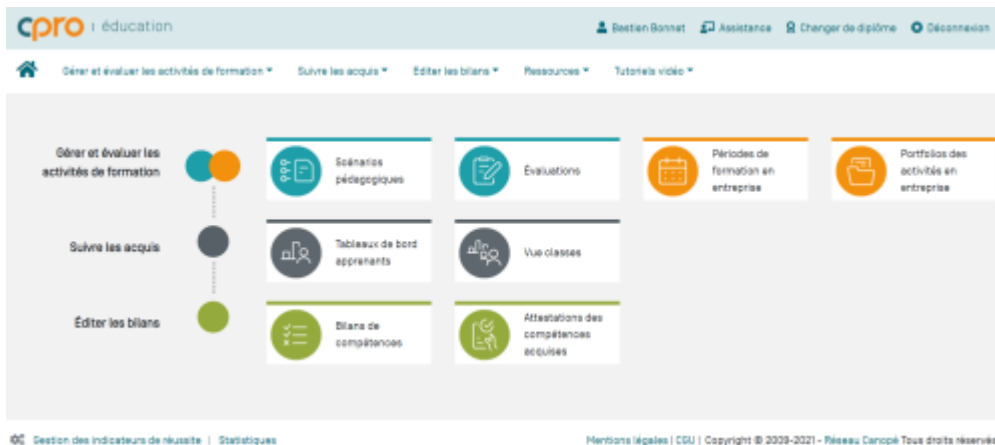 cpro | éducation
Bastien Bonnet Assistance Changer de diplôme Déconnexion
Gérer et évaluer les activités de formation Suivre les acquis Editer les bilans Ressources Tutoriels vidéo
Gérer et évaluer les
activités de formation
Scénarios
pédagogiques
Évaluations
Périodes de
formation en
entreprise
Portfolios des
activités en
entreprise
Suivre les acquis
Tableaux de bord
apprenants
Vue classes
Éditer les bilans
Bilans de
compétences
Attestations des
compétences
acquises
Gestion des indicateurs de réussite | Statistiques
Mentions légales | CGU | Copyright © 2009-2021 - Réseau Canopé Tous droits réservés